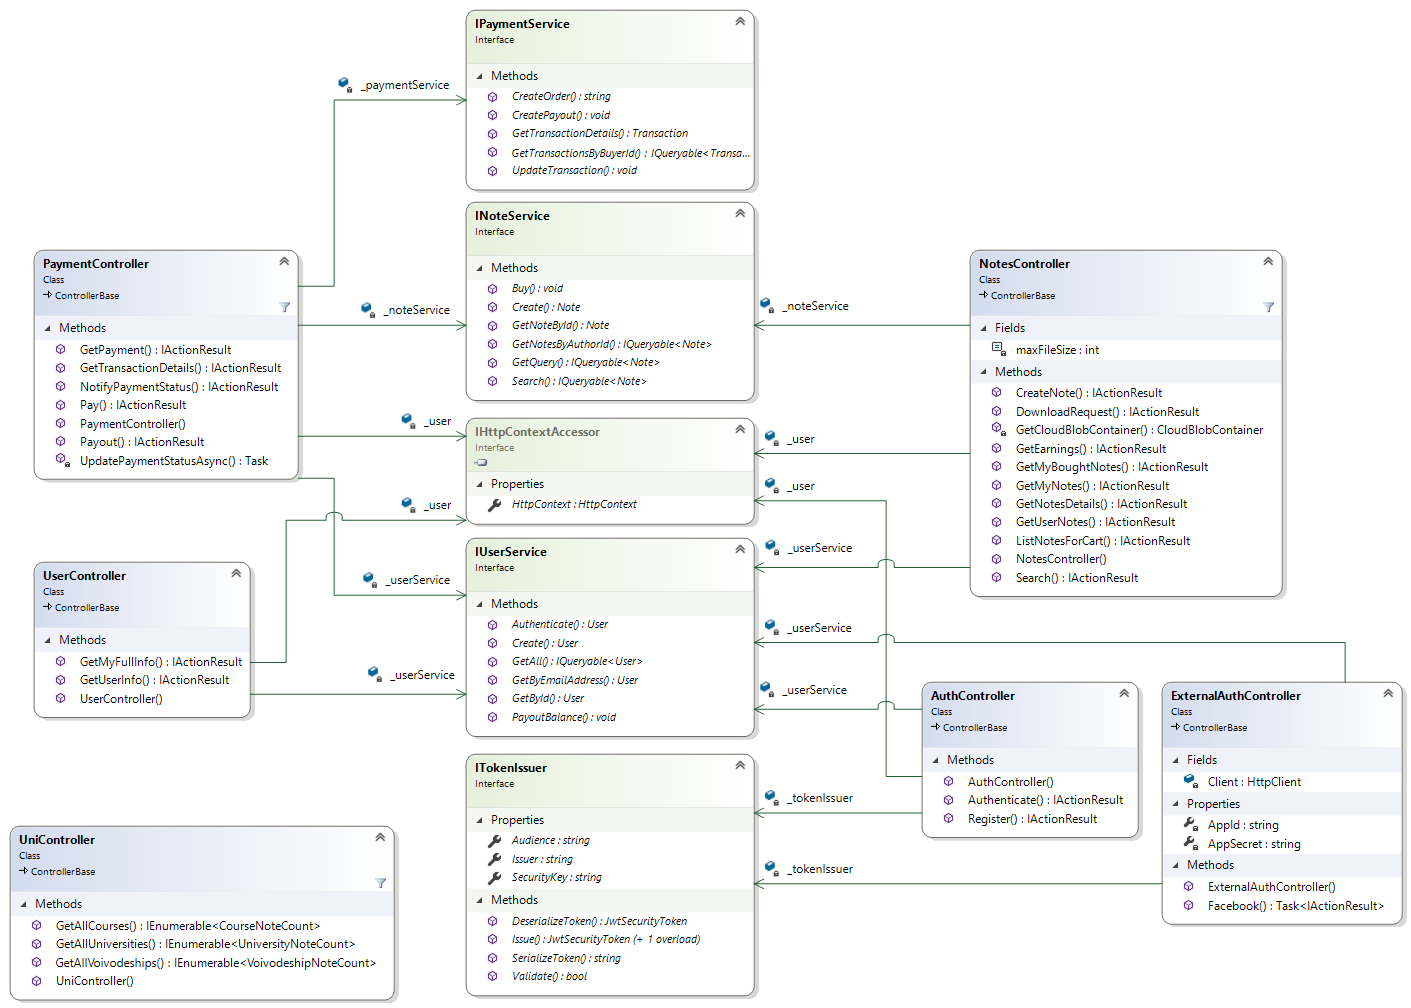 IPaymentService
Interface
Methods
CreateOrder() : string
CreatePayout() : void
GetTransactionDetails() : Transaction
GetTransactionsByBuyerId() : IQueryable<Transa...
UpdateTransaction() : void
_paymentService
INoteService
Interface
Methods
Buy() : void
Create() : Note
GetNoteById() : Note
GetNotesByAuthorId() : IQueryable<Note>
GetQuery() : IQueryable<Note>
Search() : IQueryable<Note>
_noteService
_noteService
PaymentController
Class
ControllerBase
Methods
GetPayment() : IActionResult
GetTransactionDetails() : IActionResult
NotifyPaymentStatus() : IActionResult
Pay() : IActionResult
PaymentController()
Payout() : IActionResult
UpdatePaymentStatusAsync() : Task
NotesController
Class
ControllerBase
Fields
maxFileSize : int
Methods
CreateNote() : IActionResult
DownloadRequest() : IActionResult
GetCloudBlobContainer() : CloudBlobContainer
GetEarnings() : IActionResult
GetMyBoughtNotes() : IActionResult
GetMyNotes() : IActionResult
GetNotesDetails() : IActionResult
GetUserNotes() : IActionResult
ListNotesForCart() : IActionResult
NotesController()
Search() : IActionResult
_user
IHttpContextAccessor
Interface
Properties
HttpContext : HttpContext
_user
_user
_user
UserController
Class
ControllerBase
Methods
GetMyFullInfo() : IActionResult
GetUserInfo() : IActionResult
UserController()
_userService
_userService
IUserService
Interface
Methods
Authenticate() : User
Create() : User
GetAll() : IQueryable<User>
GetByEmailAddress() : User
GetById() : User
PayoutBalance() : void
_userService
_userService
_userService
AuthController
Class
ControllerBase
Methods
AuthController()
Authenticate() : IActionResult
Register() : IActionResult
ExternalAuthController
Class
ControllerBase
Fields
Client : HttpClient
Properties
AppId : string
AppSecret : string
Methods
ExternalAuthController()
Facebook() : Task<IActionResult>
ITokenIssuer
Interface
Properties
Audience : string
Issuer : string
SecurityKey : string
Methods
DeserializeToken() : JwtSecurityToken
Issue() : JwtSecurityToken (+ 1 overload)
SerializeToken() : string
Validate() : bool
_tokenIssuer
_tokenIssuer
UniController
Class
ControllerBase
Methods
GetAllCourses() : IEnumerable<CourseNoteCount>
GetAllUniversities() : IEnumerable<UniversityNoteCount>
GetAllVoivodeships() : IEnumerable<VoivodeshipNoteCount>
UniController()